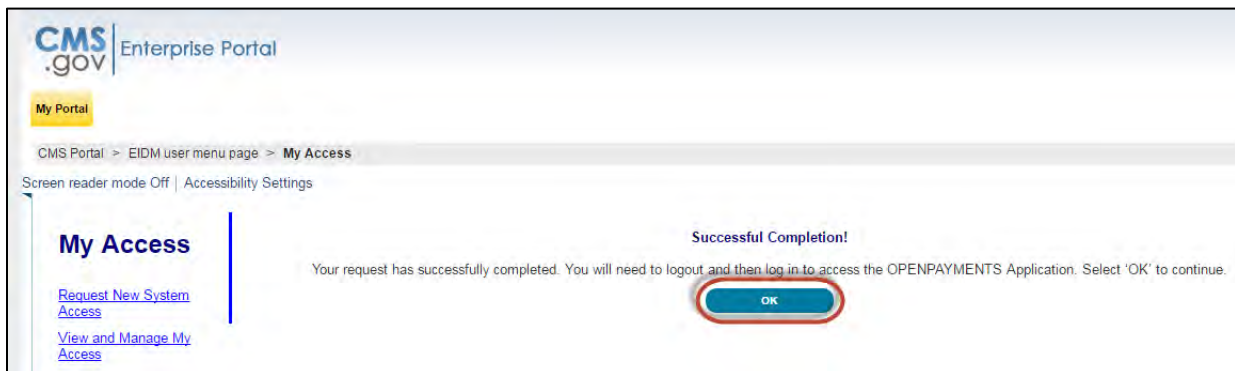 CMS
.gov
Enterprise Portal
My Portal
CMS Portal > EIDM user menu page > My Access
Screen reader mode Off | Accessibility Settings
My Access
Request New System
Access
View and Manage My
Access
Successful Completion!
Your request has successfully completed. You will need to logout and then log in to access the OPENPAYMENTS Application. Select 'OK' to continue.
OK